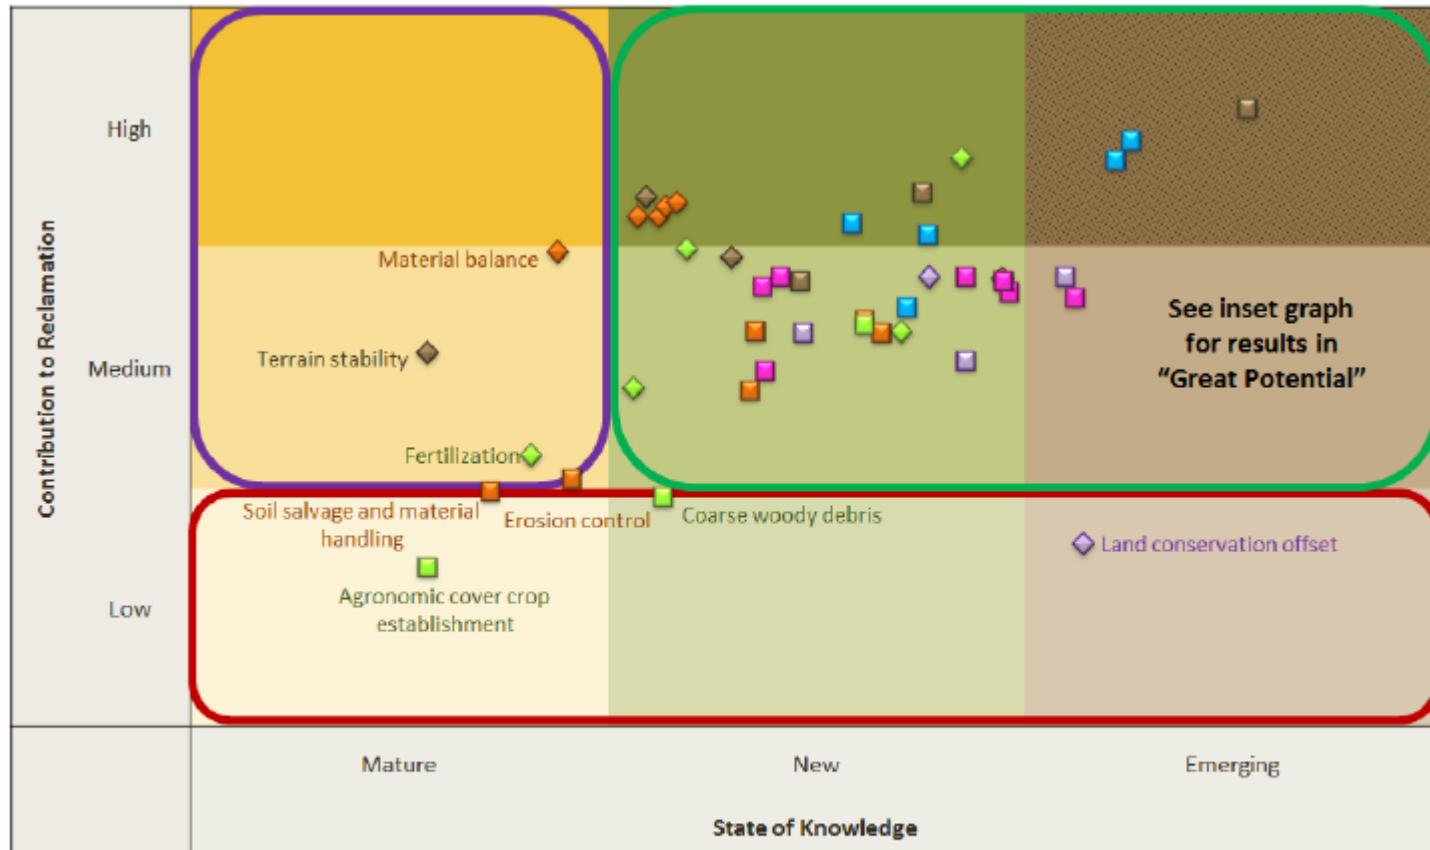 High
Contribution to Reclamation
Material balance
Terrain stability
Medium
See inset graph
for results in
“Great Potential”
Fertilization
Soil salvage and material
handling
Erosion control
Coarse woody debris
Land conservation offset
Low
Agronomic cover crop
establishment
Mature
New
Emerging
State of Knowledge